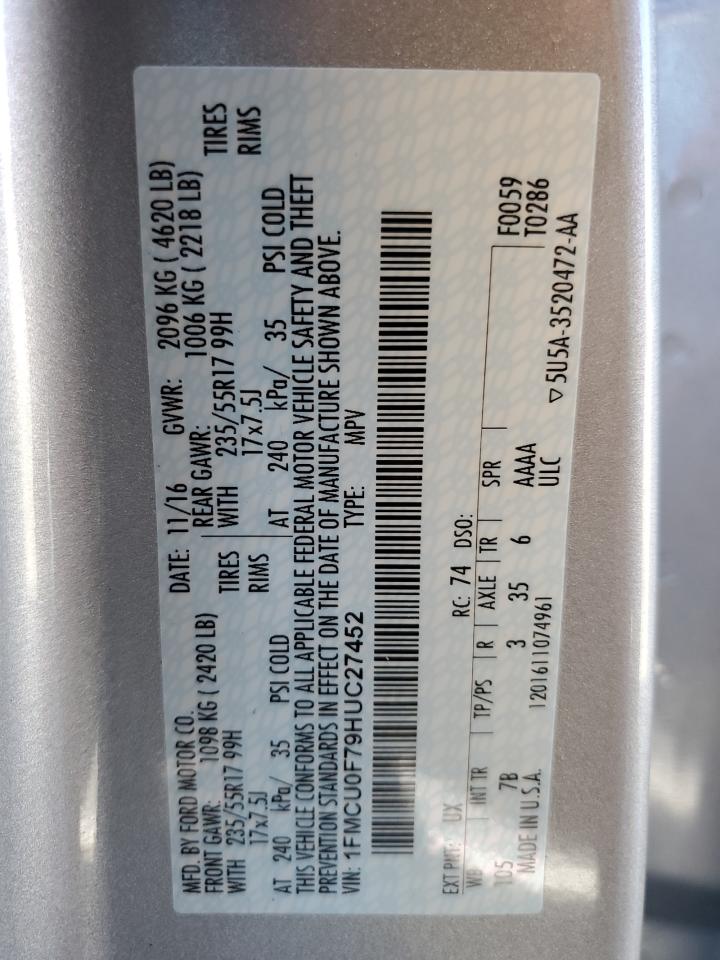 MFD. BY FORD MOTOR CO.
DATE: 11/16 GVWR: 2096 KG ( 4620 LB)
FRONT GAWR: 1098 KG ( 2420 LB)
REAR GAWR: 1006 KG ( 2218 LB)
WITH 235/55R17 99H TIRES
WITH 235/55R17 99H TIRES
17x7.5J RIMS
17x7.5J RIMS
AT 240 kPa/ 35 PSI COLD
AT 240 kPa/ 35 PSI COLD
THIS VEHICLE CONFORMS TO ALL APPLICABLE FEDERAL MOTOR VEHICLE SAFETY AND THEFT
PREVENTION STANDARDS IN EFFECT ON THE DATE OF MANUFACTURE SHOWN ABOVE.
VIN: 1FMCU0F79HUC27452 TYPE: MPV
EXT PNT: UX RC: 74 DSO:
WB INT TR TP/PS R AXLE TR SPR F0059
105 7B 3 35 6 AAAA T0286
MADE IN U.S.A. 1201611074961 ULC ▽5U5A-3520472-AA